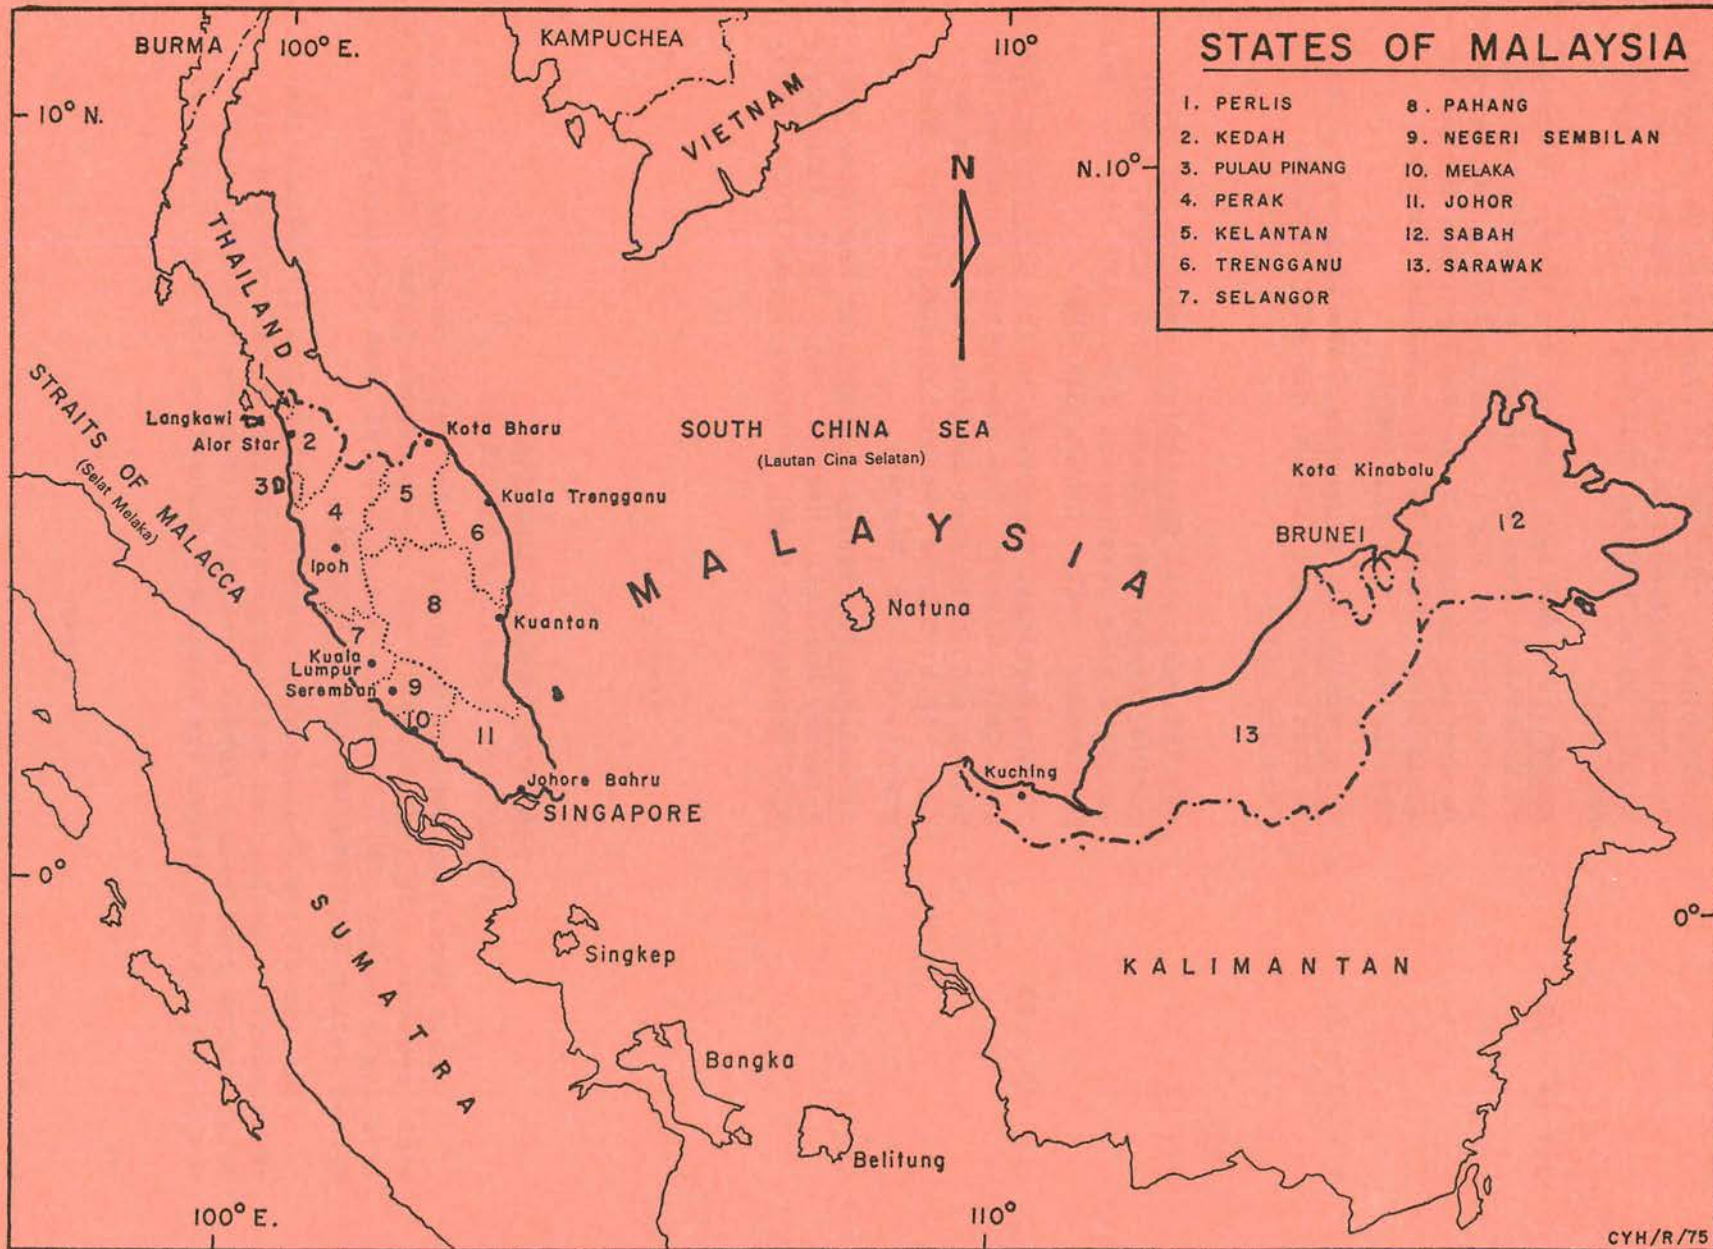 STATES OF MALAYSIA
1. PERLIS
2. KEDAH
3. PULAU PINANG
4. PERAK
5. KELANTAN
6. TRENGGANU
7. SELANGOR
8. PAHANG
9. NEGERI SEMBILAN
10. MELAKA
11. JOHOR
12. SABAH
13. SARAWAK
BURMA
100° E.
KAMPUCHEA
110°
10° N.
VIETNAM
N
N.10°
THAILAND
1
STRAITS OF MALACCA
(Selat Melaka)
Langkawi
Alor Star
2
Kota Bharu
SOUTH CHINA SEA
(Lautan Cina Selatan)
Kota Kinabalu
3
5
Kuala Trengganu
4
6
12
MALAYSIA
BRUNEI
Ipoh
8
Natuna
Kuantan
7
Kuala
Lumpur
Seremban
9
10
11
13
Kuching
Johore Bahru
SINGAPORE
0°
SUMATRA
0°
Singkep
KALIMANTAN
Bangka
Belitung
100° E.
110°
CYH/R/75